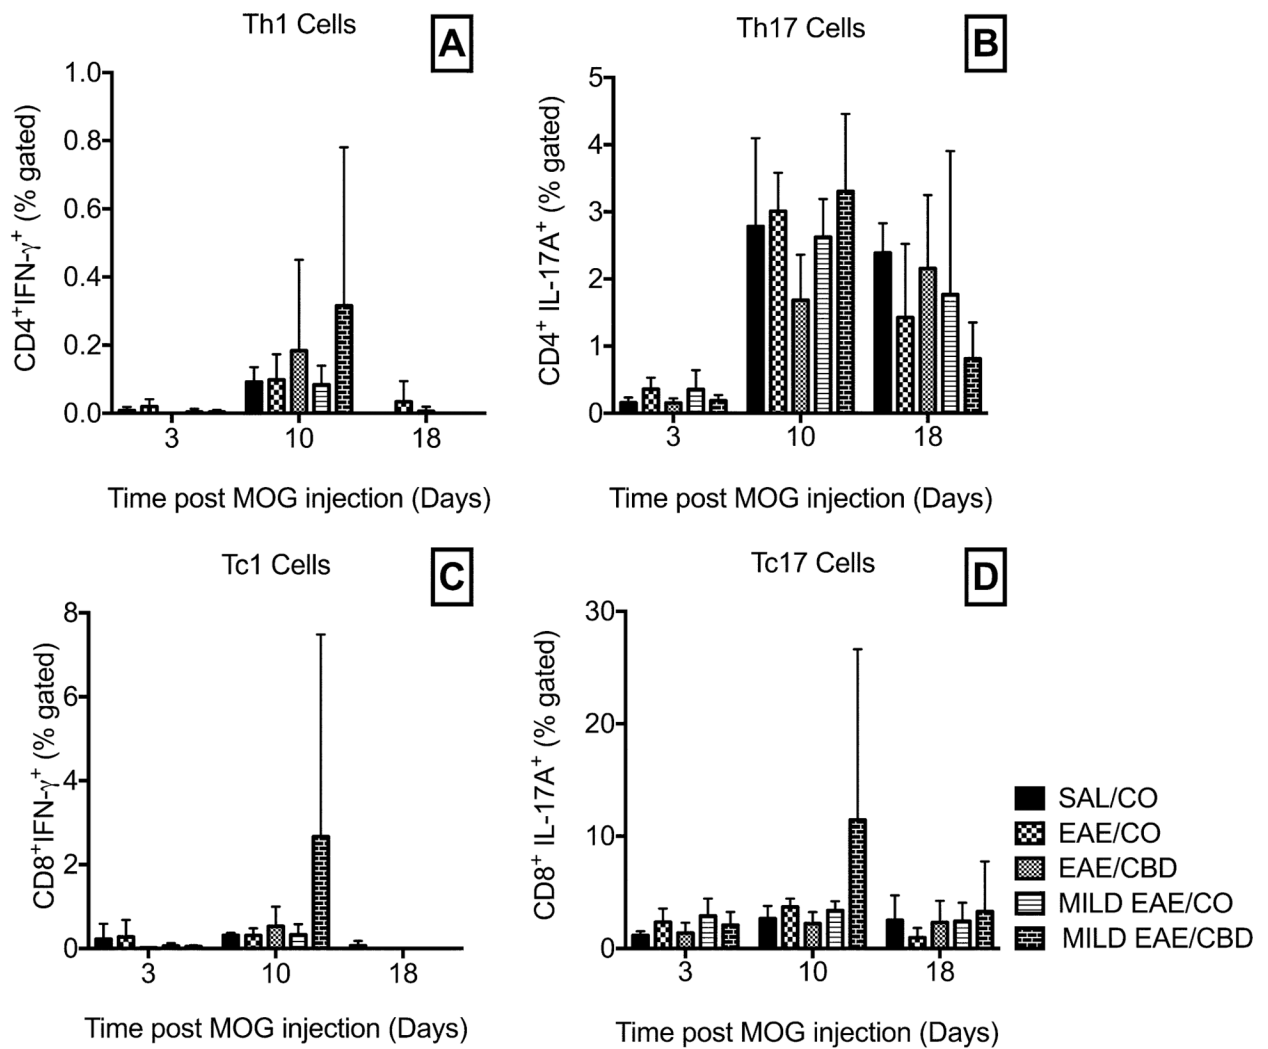 Th1 Cells
A
CD4+IFN-γ+ (% gated)
1.0
0.8
0.6
0.4
0.2
0.0
3 10 18
Time post MOG injection (Days)
Th17 Cells
B
CD4+ IL-17A+ (% gated)
5
4
3
2
1
0
3 10 18
Time post MOG injection (Days)
Tc1 Cells
C
CD8+IFN-γ+ (% gated)
8
6
4
2
0
3 10 18
Time post MOG injection (Days)
Tc17 Cells
D
CD8+ IL-17A+ (% gated)
30
20
10
0
3 10 18
Time post MOG injection (Days)
SAL/CO
EAE/CO
EAE/CBD
MILD EAE/CO
MILD EAE/CBD